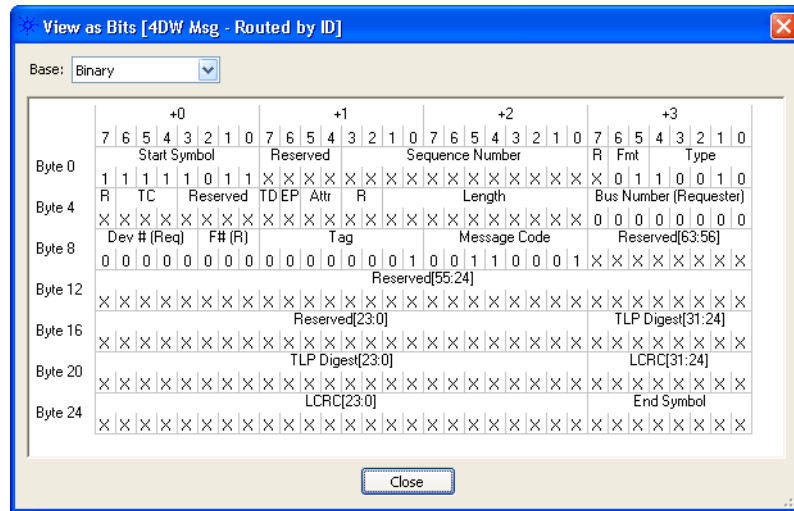 View as Bits [4DW Msg - Routed by ID]
Base: Binary
+0 +1 +2 +3
7 6 5 4 3 2 1 0 7 6 5 4 3 2 1 0 7 6 5 4 3 2 1 0 7 6 5 4 3 2 1 0
Byte 0
Start Symbol Reserved Sequence Number R Fmt Type
1 1 1 1 1 0 1 1 X X X X X X X X X X X X X X X X X 0 1 1 0 0 1 0
Byte 4
R TC Reserved TD EP Attr R Length Bus Number (Requester)
X X X X X X X X X X X X X X X X X X X X X X X X 0 0 0 0 0 0 0 0
Byte 8
Dev # (Req) F# (R) Tag Message Code Reserved[63:56]
0 0 0 0 0 0 0 0 0 0 0 0 0 0 0 1 0 0 1 1 0 0 0 1 X X X X X X X X
Byte 12
Reserved[55:24]
X X X X X X X X X X X X X X X X X X X X X X X X X X X X X X X X
Byte 16
Reserved[23:0] TLP Digest[31:24]
X X X X X X X X X X X X X X X X X X X X X X X X X X X X X X X X
Byte 20
TLP Digest[23:0] LCRC[31:24]
X X X X X X X X X X X X X X X X X X X X X X X X X X X X X X X X
Byte 24
LCRC[23:0] End Symbol
X X X X X X X X X X X X X X X X X X X X X X X X X X X X X X X X
Close